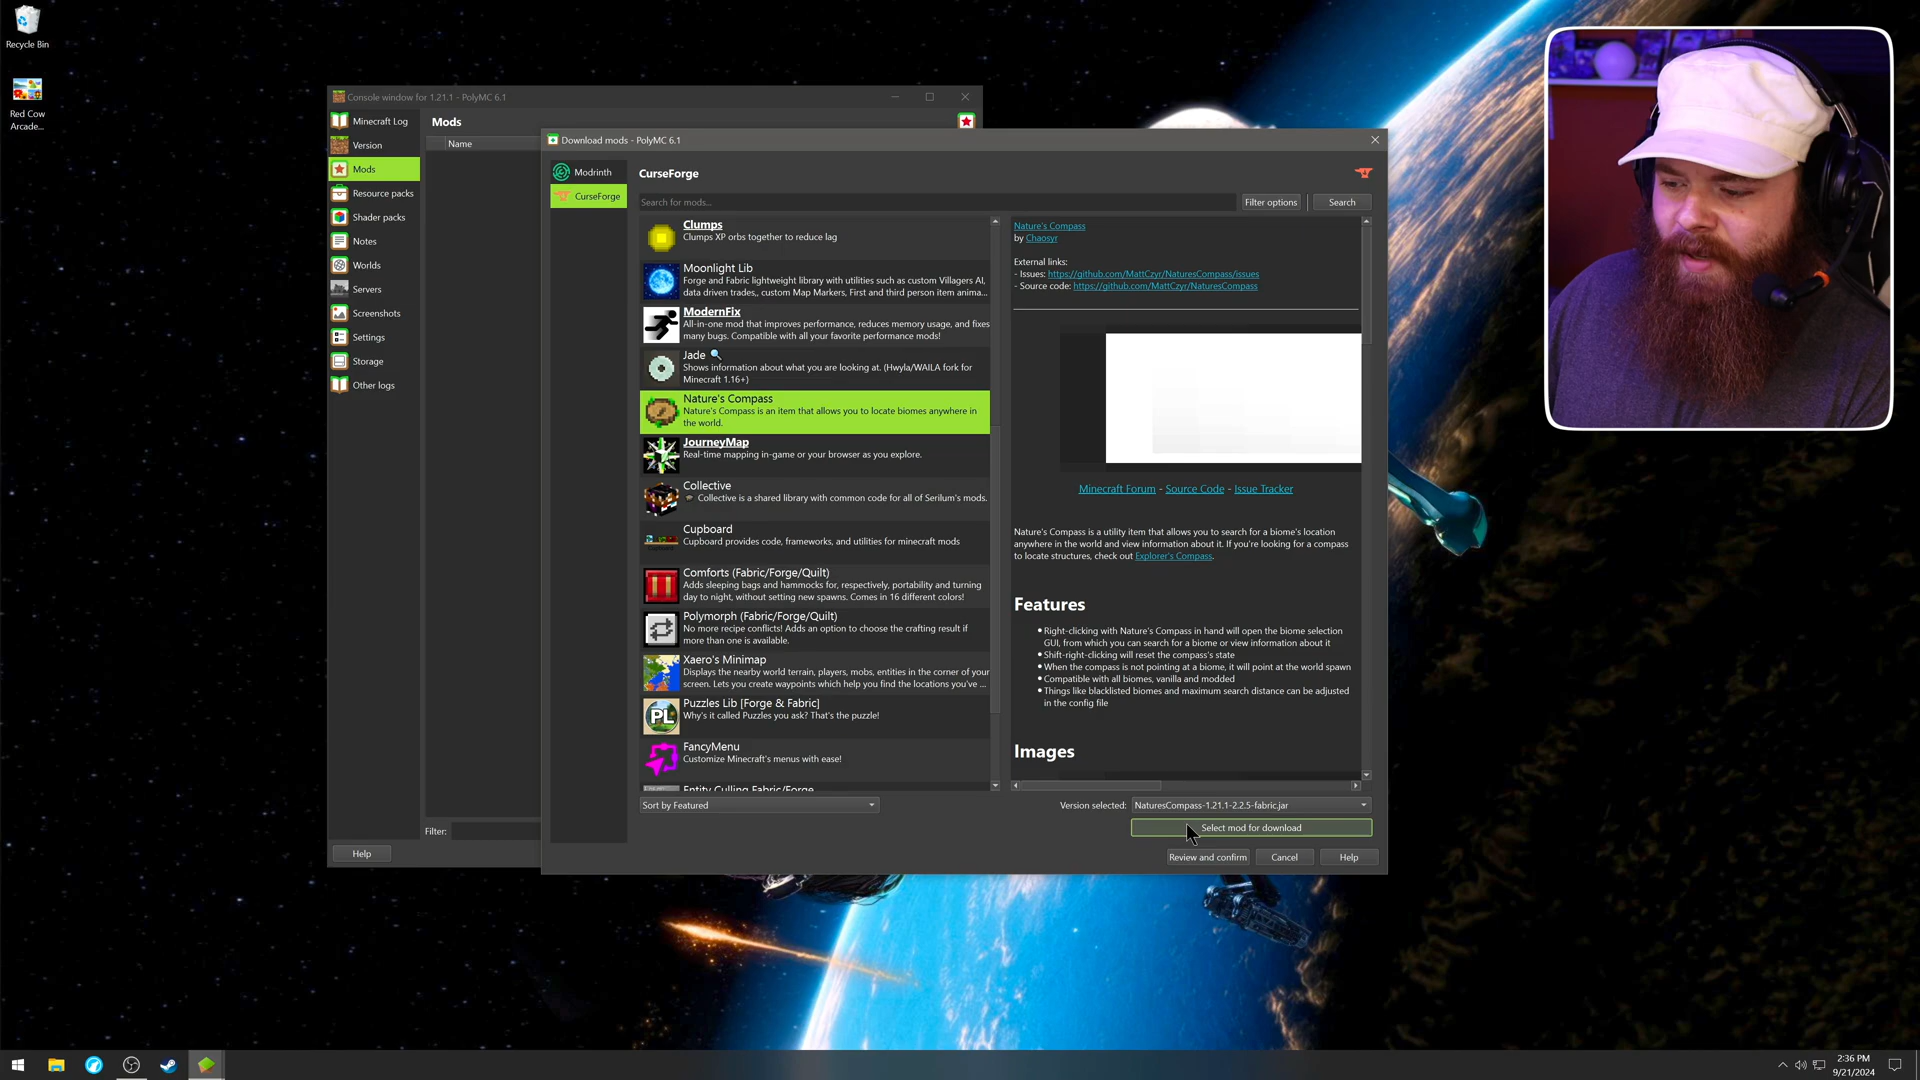 Recycle Bin
Red Cow
Arcade...
Console window for 1.21.1 - PolyMC 6.1
Minecraft Log
Version
Mods
Resource packs
Shader packs
Notes
Worlds
Servers
Screenshots
Settings
Storage
Other logs
Help
Mods
Name
Filter:
Download mods - PolyMC 6.1
Modrinth
CurseForge
CurseForge
Search for mods...
Filter options
Search
Clumps
Clumps XP orbs together to reduce lag
Moonlight Lib
Forge and Fabric lightweight library with utilities such as custom Villagers AI,
data driven trades,, custom Map Markers, First and third person item anima...
ModernFix
All-in-one mod that improves performance, reduces memory usage, and fixes
many bugs. Compatible with all your favorite performance mods!
Jade 🔍
Shows information about what you are looking at. (Hwyla/WAILA fork for
Minecraft 1.16+)
Nature's Compass
Nature's Compass is an item that allows you to locate biomes anywhere in
the world.
JourneyMap
Real-time mapping in-game or your browser as you explore.
Collective
Collective is a shared library with common code for all of Serilum's mods.
Cupboard
Cupboard provides code, frameworks, and utilities for minecraft mods
Comforts (Fabric/Forge/Quilt)
Adds sleeping bags and hammocks for, respectively, portability and turning
day to night, without setting new spawns. Comes in 16 different colors!
Polymorph (Fabric/Forge/Quilt)
No more recipe conflicts! Adds an option to choose the crafting result if
more than one is available.
Xaero's Minimap
Displays the nearby world terrain, players, mobs, entities in the corner of your
screen. Lets you create waypoints which help you find the locations you've ...
PL
Puzzles Lib [Forge & Fabric]
Why's it called Puzzles you ask? That's the puzzle!
FancyMenu
Customize Minecraft's menus with ease!
Entity Culling Fabric/Forge
Sort by Featured
Nature's Compass
by Chaosyr
External links:
- Issues: https://github.com/MattCzyr/NaturesCompass/issues
- Source code: https://github.com/MattCzyr/NaturesCompass
Minecraft Forum - Source Code - Issue Tracker
Nature's Compass is a utility item that allows you to search for a biome's location
anywhere in the world and view information about it. If you're looking for a compass
to locate structures, check out Explorer's Compass.
Features
Right-clicking with Nature's Compass in hand will open the biome selection
GUI, from which you can search for a biome or view information about it
Shift-right-clicking will reset the compass's state
When the compass is not pointing at a biome, it will point at the world spawn
Compatible with all biomes, vanilla and modded
Things like blacklisted biomes and maximum search distance can be adjusted
in the config file
Images
Version selected: NaturesCompass-1.21.1-2.2.5-fabric.jar
Select mod for download
Review and confirm
Cancel
Help
2:36 PM
9/21/2024